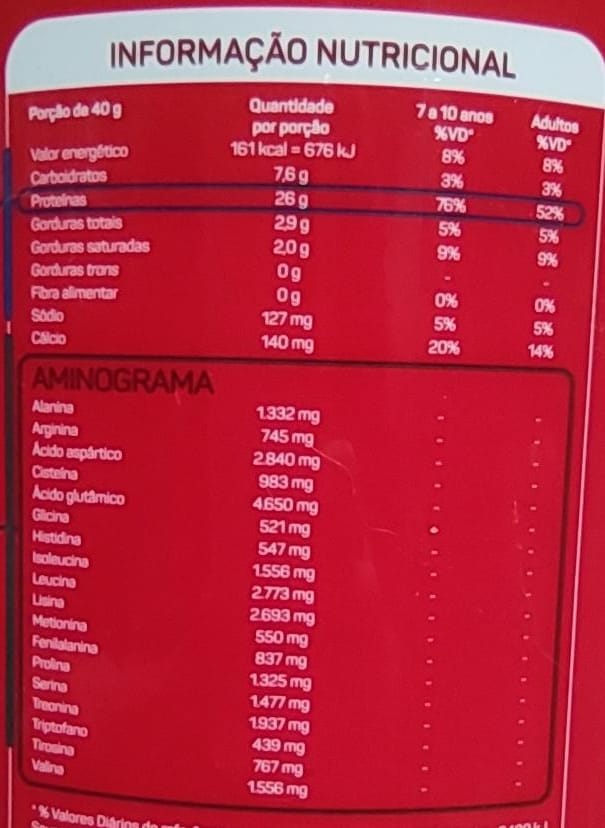 INFORMAÇÃO NUTRICIONAL
Porção de 40 g Quantidade por porção 7 a 10 anos %VD* Adultos %VD*
Valor energético 161 kcal = 676 kJ 8% 8%
Carboidratos 7,6 g 3% 3%
Proteínas 26 g 76% 52%
Gorduras totais 2,9 g 5% 5%
Gorduras saturadas 2,0 g 9% 9%
Gorduras trans 0 g - -
Fibra alimentar 0 g 0% 0%
Sódio 127 mg 5% 5%
Cálcio 140 mg 20% 14%
AMINOGRAMA
Alanina 1.332 mg - -
Arginina 745 mg - -
Ácido aspártico 2.840 mg - -
Cisteína 983 mg - -
Ácido glutâmico 4.650 mg - -
Glicina 521 mg - -
Histidina 547 mg - -
Isoleucina 1.556 mg - -
Leucina 2.773 mg - -
Lisina 2.693 mg - -
Metionina 550 mg - -
Fenilalanina 837 mg - -
Prolina 1.325 mg - -
Serina 1.477 mg - -
Treonina 1.937 mg - -
Triptofano 439 mg - -
Tirosina 767 mg - -
Valina 1.556 mg - -
*% Valores Diários